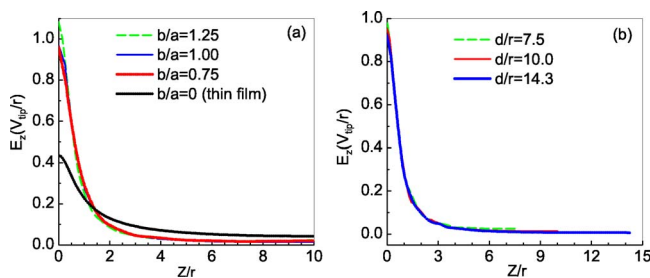 (a)
b/a=1.25
b/a=1.00
b/a=0.75
b/a=0 (thin film)
E_z(V_tip/r)
1.0
0.8
0.6
0.4
0.2
0.0
0 2 4 6 8 10
Z/r
(b)
d/r=7.5
d/r=10.0
d/r=14.3
E_z(V_tip/r)
1.0
0.8
0.6
0.4
0.2
0.0
0 3 6 9 12 15
Z/r